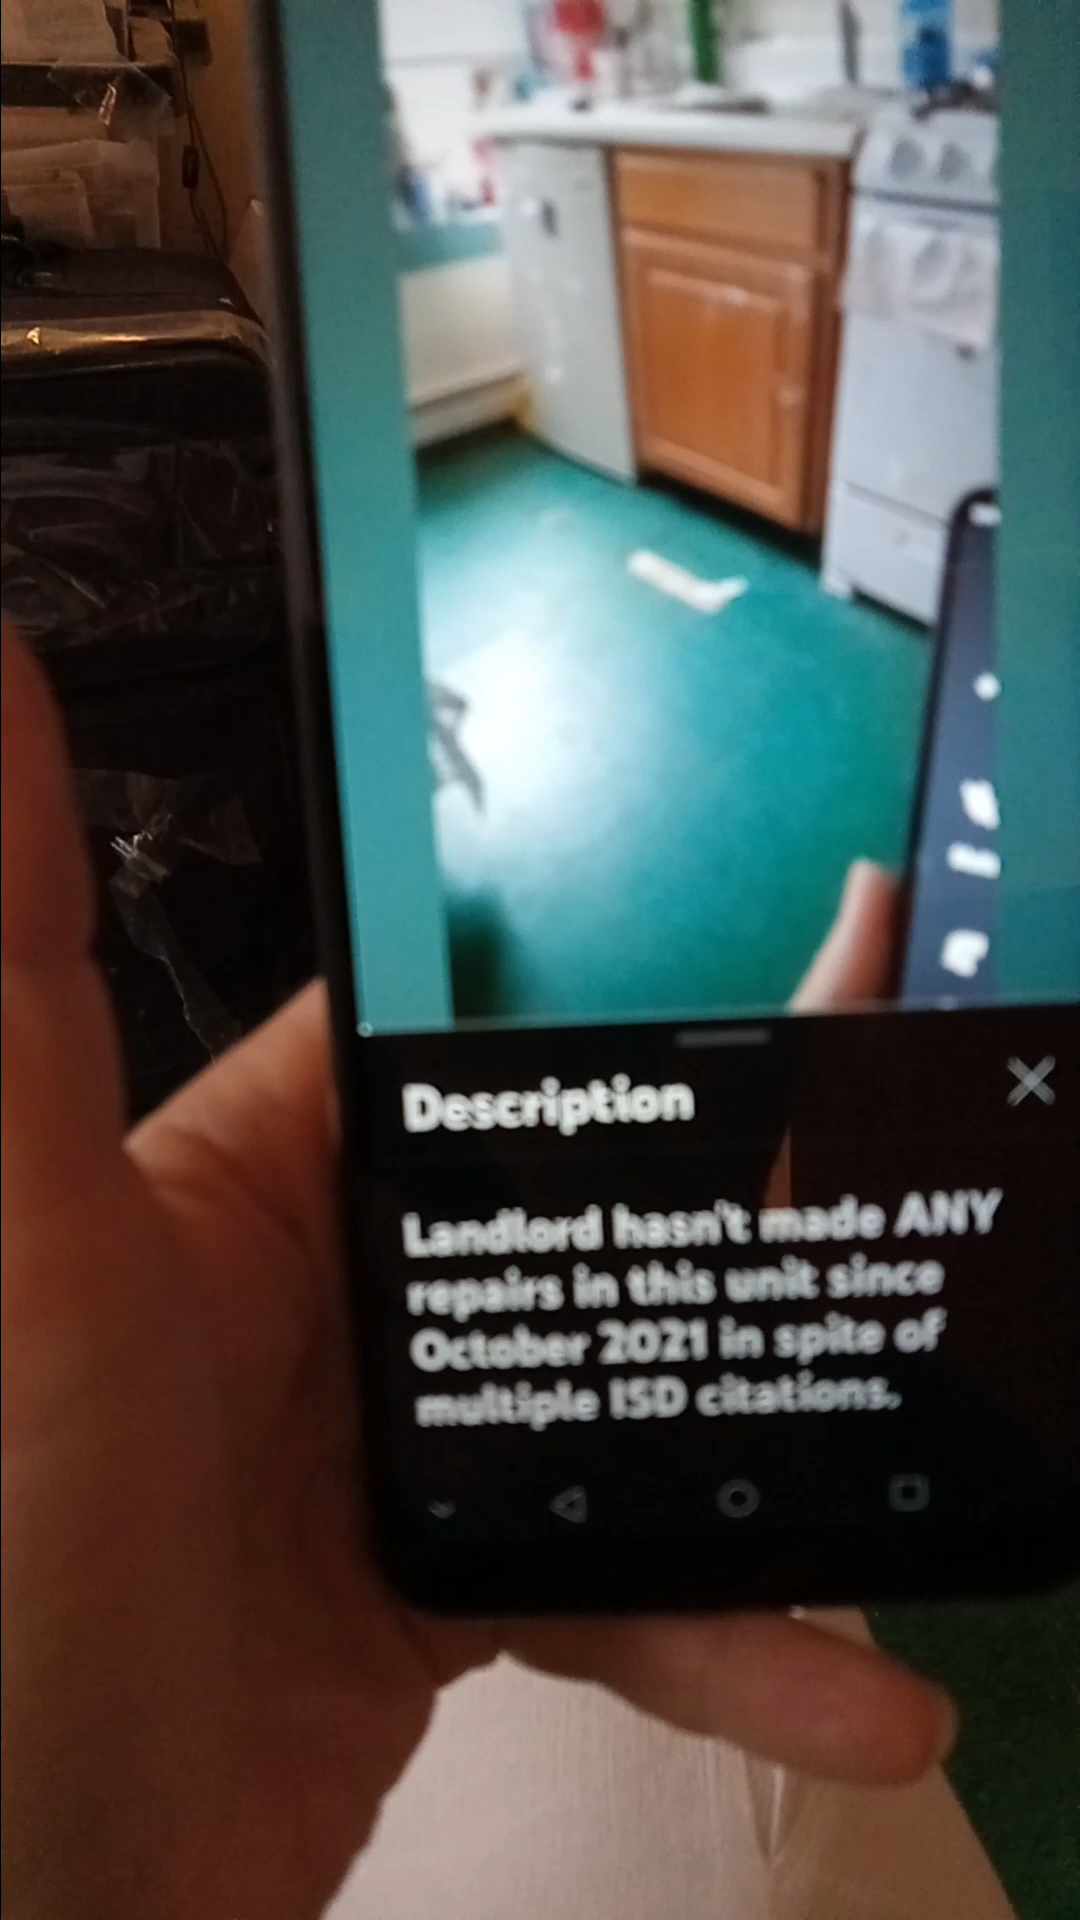 Description
Landlord hasn't made ANY
repairs in this unit since
October 2021 in spite of
multiple ISD citations.